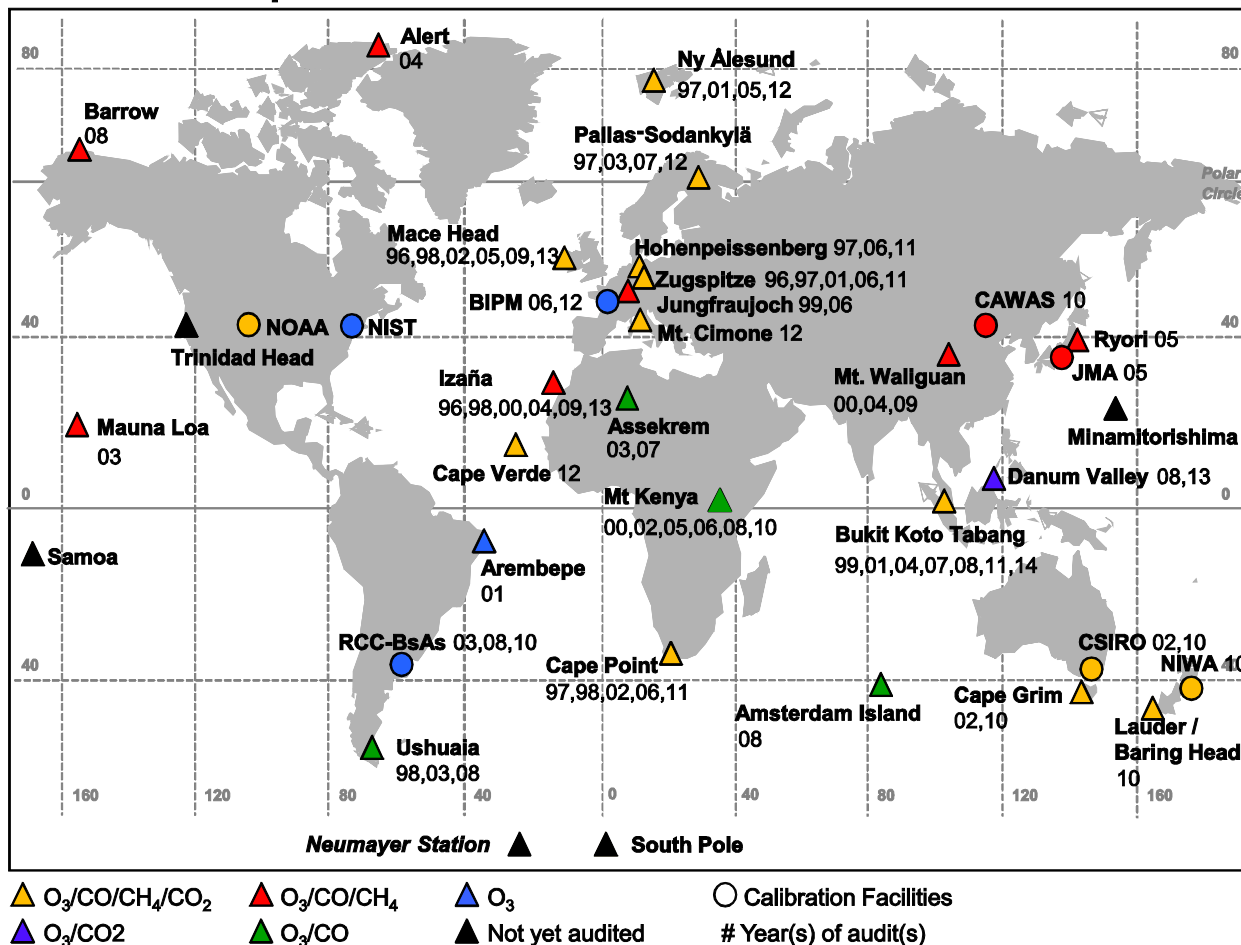 80
80
Alert
04
Ny Ålesund
97,01,05,12
Barrow
08
Pallas-Sodankylä
97,03,07,12
Polar
Circle
Mace Head
96,98,02,05,09,13
Hohenpeissenberg 97,06,11
Zugspitze 96,97,01,06,11
BIPM 06,12
Jungfraujoch 99,06
CAWAS 10
NOAA
NIST
Mt. Cimone 12
40
40
Ryori 05
Trinidad Head
JMA 05
Izaña
96,98,00,04,09,13
Mt. Wallguan
00,04,09
Mauna Loa
03
Assekrem
03,07
Minamitorishima
Cape Verde 12
Danum Valley 08,13
0
0
Mt Kenya
00,02,05,06,08,10
Bukit Koto Tabang
99,01,04,07,08,11,14
Samoa
Arembepe
01
RCC-BsAs 03,08,10
CSIRO 02,10
NIWA 10
40
Cape Point
97,98,02,06,11
Cape Grim
02,10
Amsterdam Island
08
Lauder /
Baring Head
10
Ushuaia
98,03,08
160
120
80
40
0
40
80
120
160
Neumayer Station
South Pole
O3/CO/CH4/CO2
O3/CO/CH4
O3
Calibration Facilities
O3/CO2
O3/CO
Not yet audited
# Year(s) of audit(s)